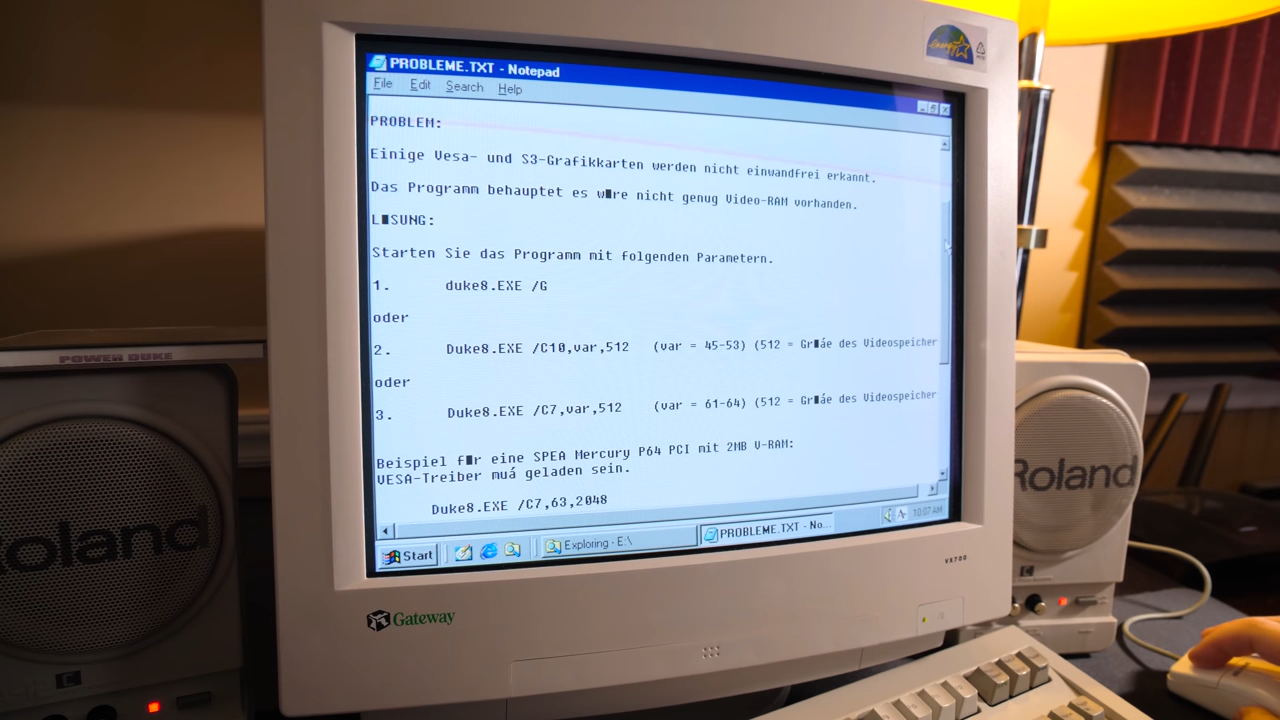 PROBLEME.TXT - Notepad
File Edit Search Help
PROBLEM:
Einige Vesa- und S3-Grafikkarten werden nicht einwandfrei erkannt.
Das Programm behauptet es w■re nicht genug Video-RAM vorhanden.
L■SUNG:
Starten Sie das Programm mit folgenden Parametern.
1. duke8.EXE /G
oder
2. Duke8.EXE /C10,var,512 (var = 45-53) (512 = Gr■áe des Videospeicher
oder
3. Duke8.EXE /C7,var,512 (var = 61-64) (512 = Gr■áe des Videospeicher
Beispiel f■r eine SPEA Mercury P64 PCI mit 2MB V-RAM:
VESA-Treiber muá geladen sein.
Duke8.EXE /C7,63,2048
Start Exploring - E:\ PROBLEME.TXT - No... 10:07 AM
Gateway
VX700
energy
POWER DUKE
Roland
Roland